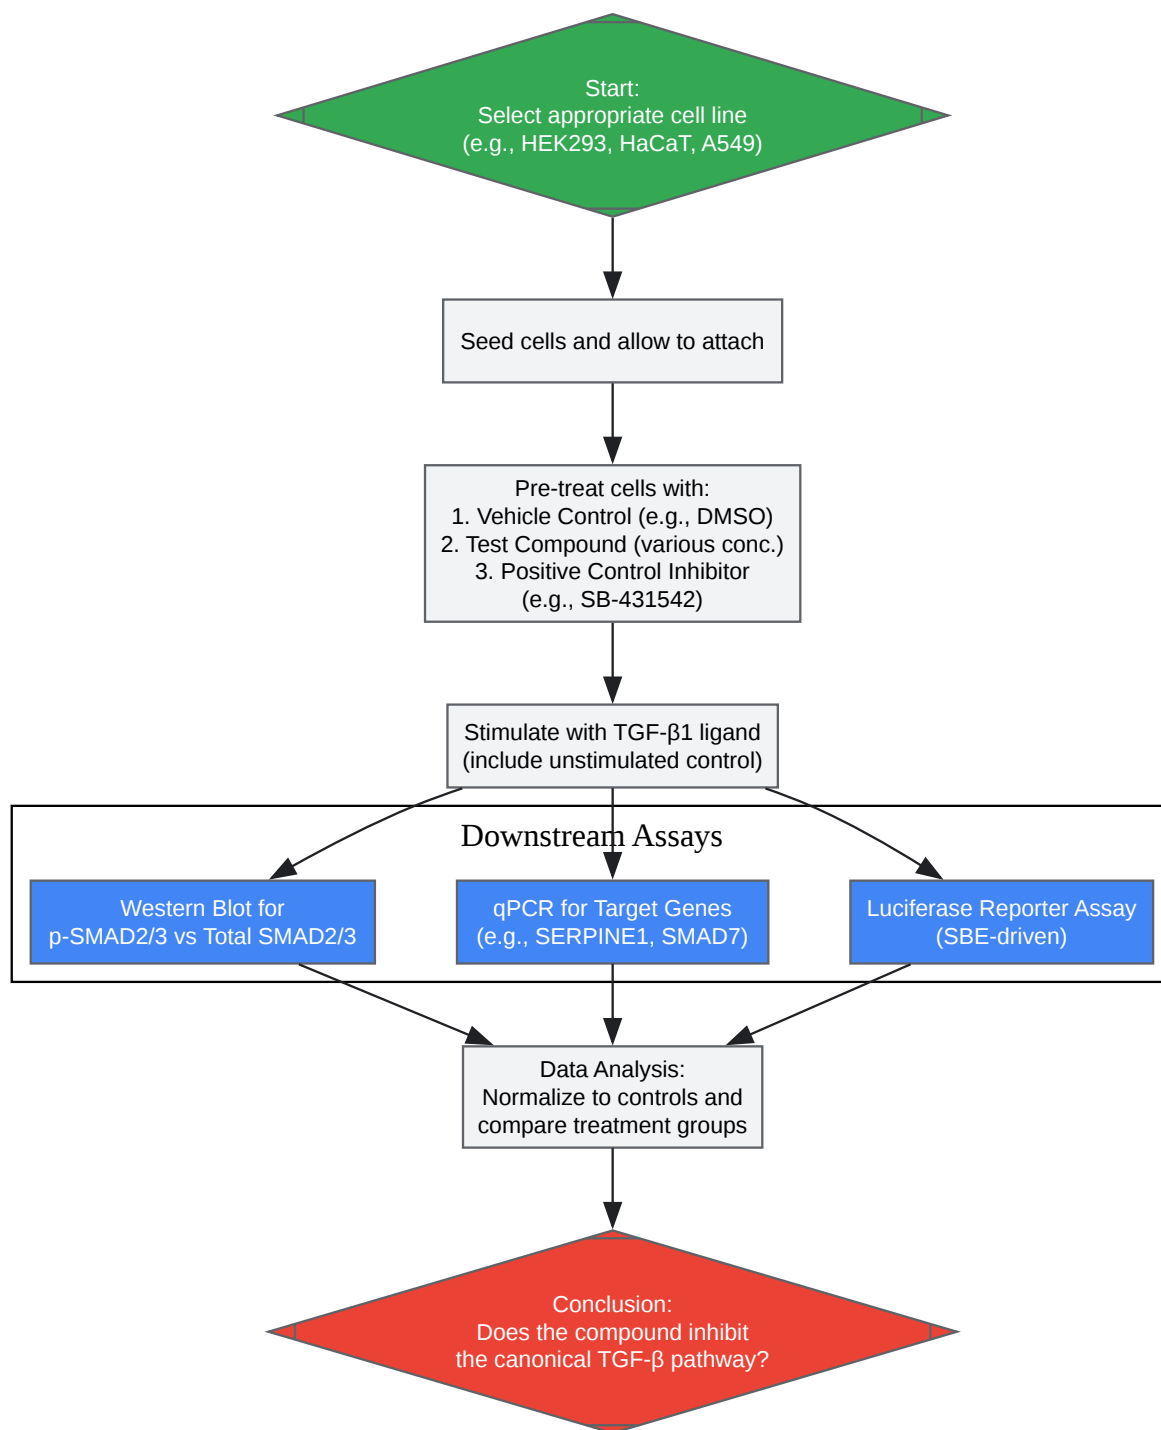 Start:
Select appropriate cell line
(e.g., HEK293, HaCaT, A549)
Seed cells and allow to attach
Pre-treat cells with:
1. Vehicle Control (e.g., DMSO)
2. Test Compound (various conc.)
3. Positive Control Inhibitor
(e.g., SB-431542)
Stimulate with TGF-β1 ligand
(include unstimulated control)
Downstream Assays
Western Blot for
p-SMAD2/3 vs Total SMAD2/3
qPCR for Target Genes
(e.g., SERPINE1, SMAD7)
Luciferase Reporter Assay
(SBE-driven)
Data Analysis:
Normalize to controls and
compare treatment groups
Conclusion:
Does the compound inhibit
the canonical TGF-β pathway?